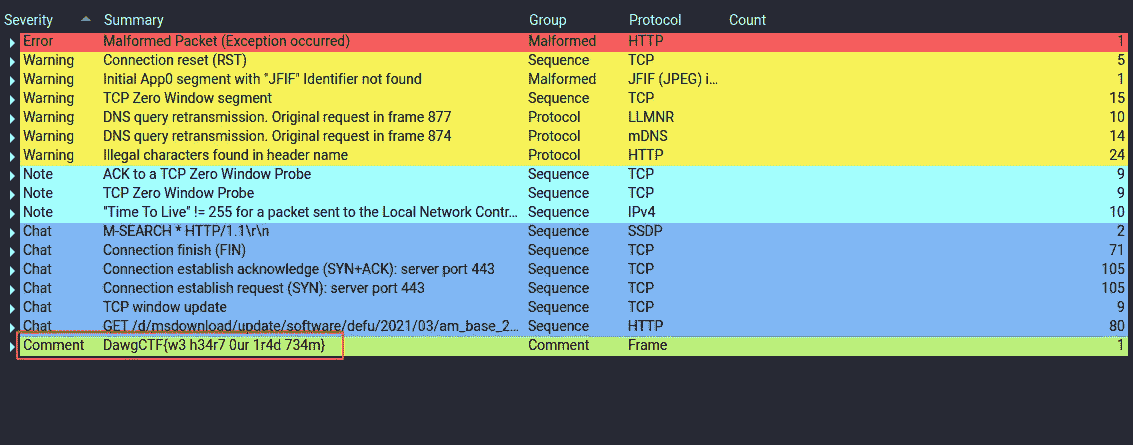 Severity Summary Group Protocol Count
Error Malformed Packet (Exception occurred) Malformed HTTP 1
Warning Connection reset (RST) Sequence TCP 5
Warning Initial App0 segment with "JFIF" Identifier not found Malformed JFIF (JPEG) i... 1
Warning TCP Zero Window segment Sequence TCP 15
Warning DNS query retransmission. Original request in frame 877 Protocol LLMNR 10
Warning DNS query retransmission. Original request in frame 874 Protocol mDNS 14
Warning Illegal characters found in header name Protocol HTTP 24
Note ACK to a TCP Zero Window Probe Sequence TCP 9
Note TCP Zero Window Probe Sequence TCP 9
Note "Time To Live" != 255 for a packet sent to the Local Network Contr... Sequence IPv4 10
Chat M-SEARCH * HTTP/1.1\r\n Sequence SSDP 2
Chat Connection finish (FIN) Sequence TCP 71
Chat Connection establish acknowledge (SYN+ACK): server port 443 Sequence TCP 105
Chat Connection establish request (SYN): server port 443 Sequence TCP 105
Chat TCP window update Sequence TCP 9
Chat GET /d/msdownload/update/software/defu/2021/03/am_base_2... Sequence HTTP 80
Comment DawgCTF{w3 h34r7 0ur 1r4d 734m} Comment Frame 1